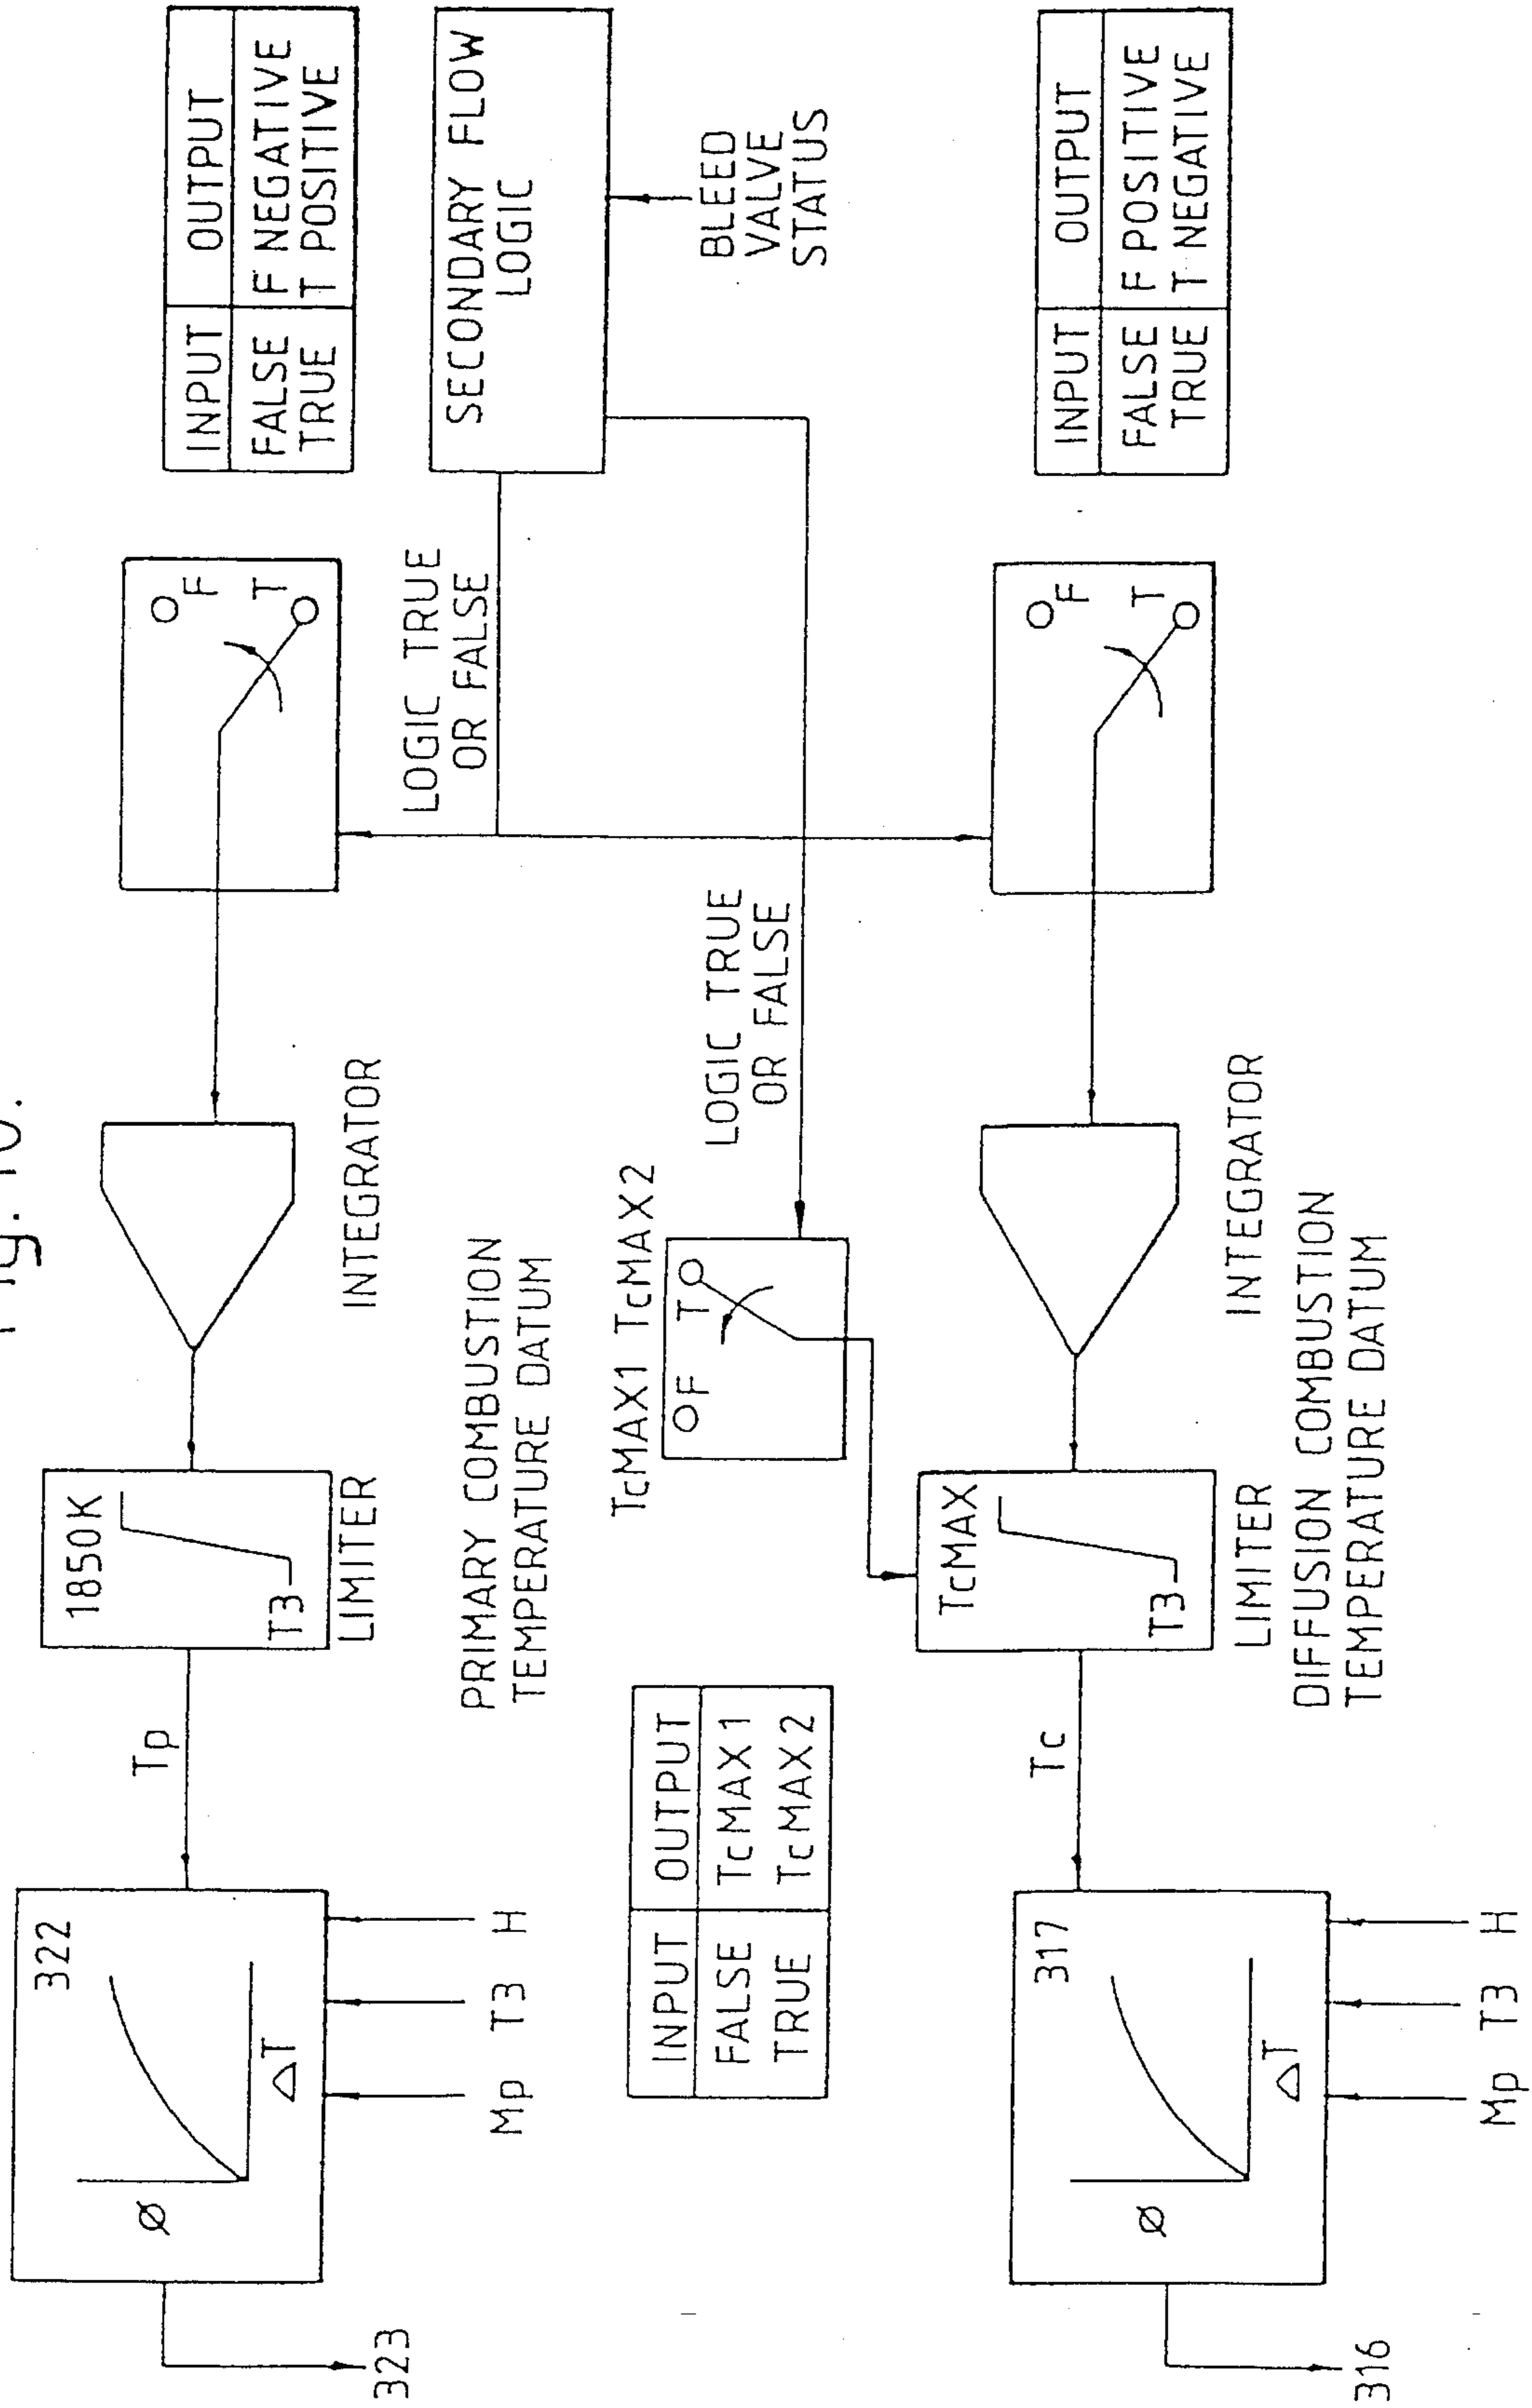 Fig. 10.
INPUT OUTPUT
FALSE F NEGATIVE
TRUE T POSITIVE
SECONDARY FLOW
LOGIC
BLEED
VALVE
STATUS
INPUT OUTPUT
FALSE F POSITIVE
TRUE T NEGATIVE
F
T
LOGIC TRUE
OR FALSE
F
T
LOGIC TRUE
OR FALSE
INTEGRATOR
TcMAX1 TcMAX2
F T
INTEGRATOR
1850K
T3
LIMITER
PRIMARY COMBUSTION
TEMPERATURE DATUM
TcMAX
T3
LIMITER
DIFFUSION COMBUSTION
TEMPERATURE DATUM
Tp
INPUT OUTPUT
FALSE TcMAX1
TRUE TcMAX2
Tc
322
Ø
ΔT
Mp T3 H
323
317
Ø
ΔT
Mp T3 H
316